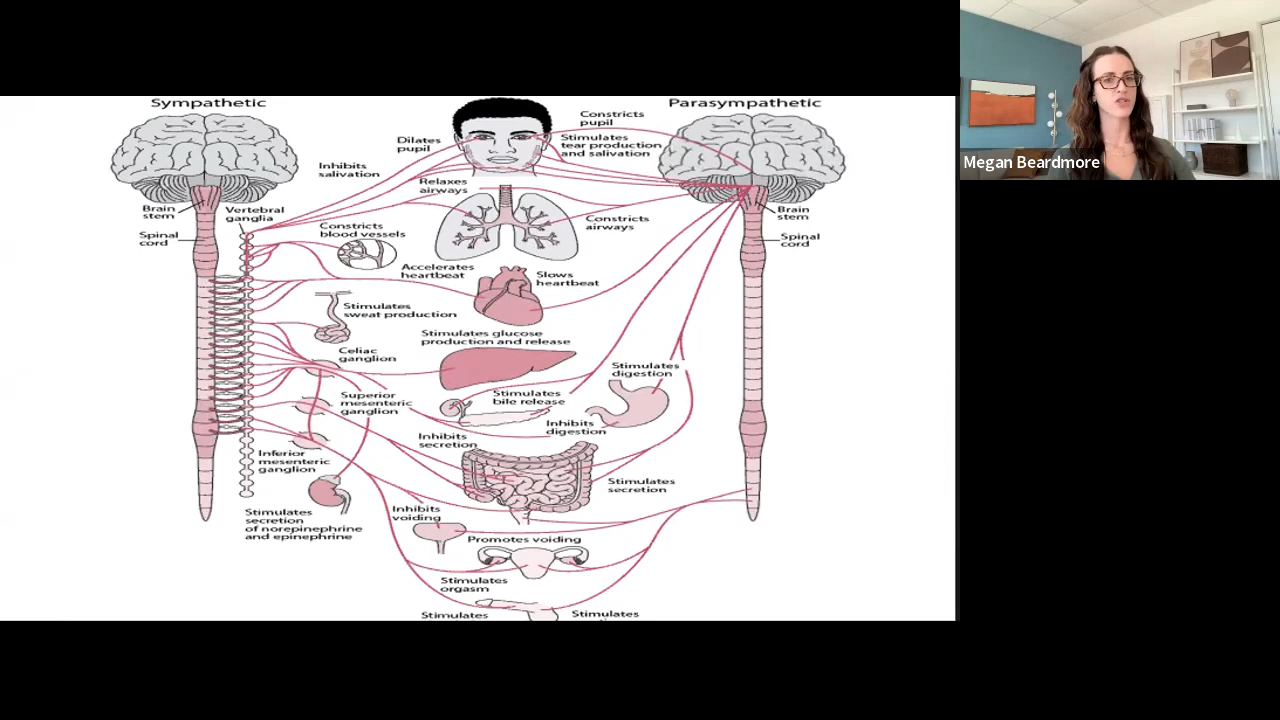 Sympathetic
Parasympathetic
Constricts
pupil
Dilates
pupil
Stimulates
tear production
and salivation
Inhibits
salivation
Relaxes
airways
Brain
stem
Vertebral
ganglia
Brain
stem
Constricts
blood vessels
Constricts
airways
Spinal
cord
Spinal
cord
Accelerates
heartbeat
Slows
heartbeat
Stimulates
sweat production
Stimulates glucose
production and release
Celiac
ganglion
Stimulates
digestion
Superior
mesenteric
ganglion
Stimulates
bile release
Inhibits
digestion
Inhibits
secretion
Inferior
mesenteric
ganglion
Stimulates
secretion
Stimulates
secretion
of norepinephrine
and epinephrine
Inhibits
voiding
Promotes voiding
Stimulates
orgasm
Stimulates
Stimulates
Megan Beardmore